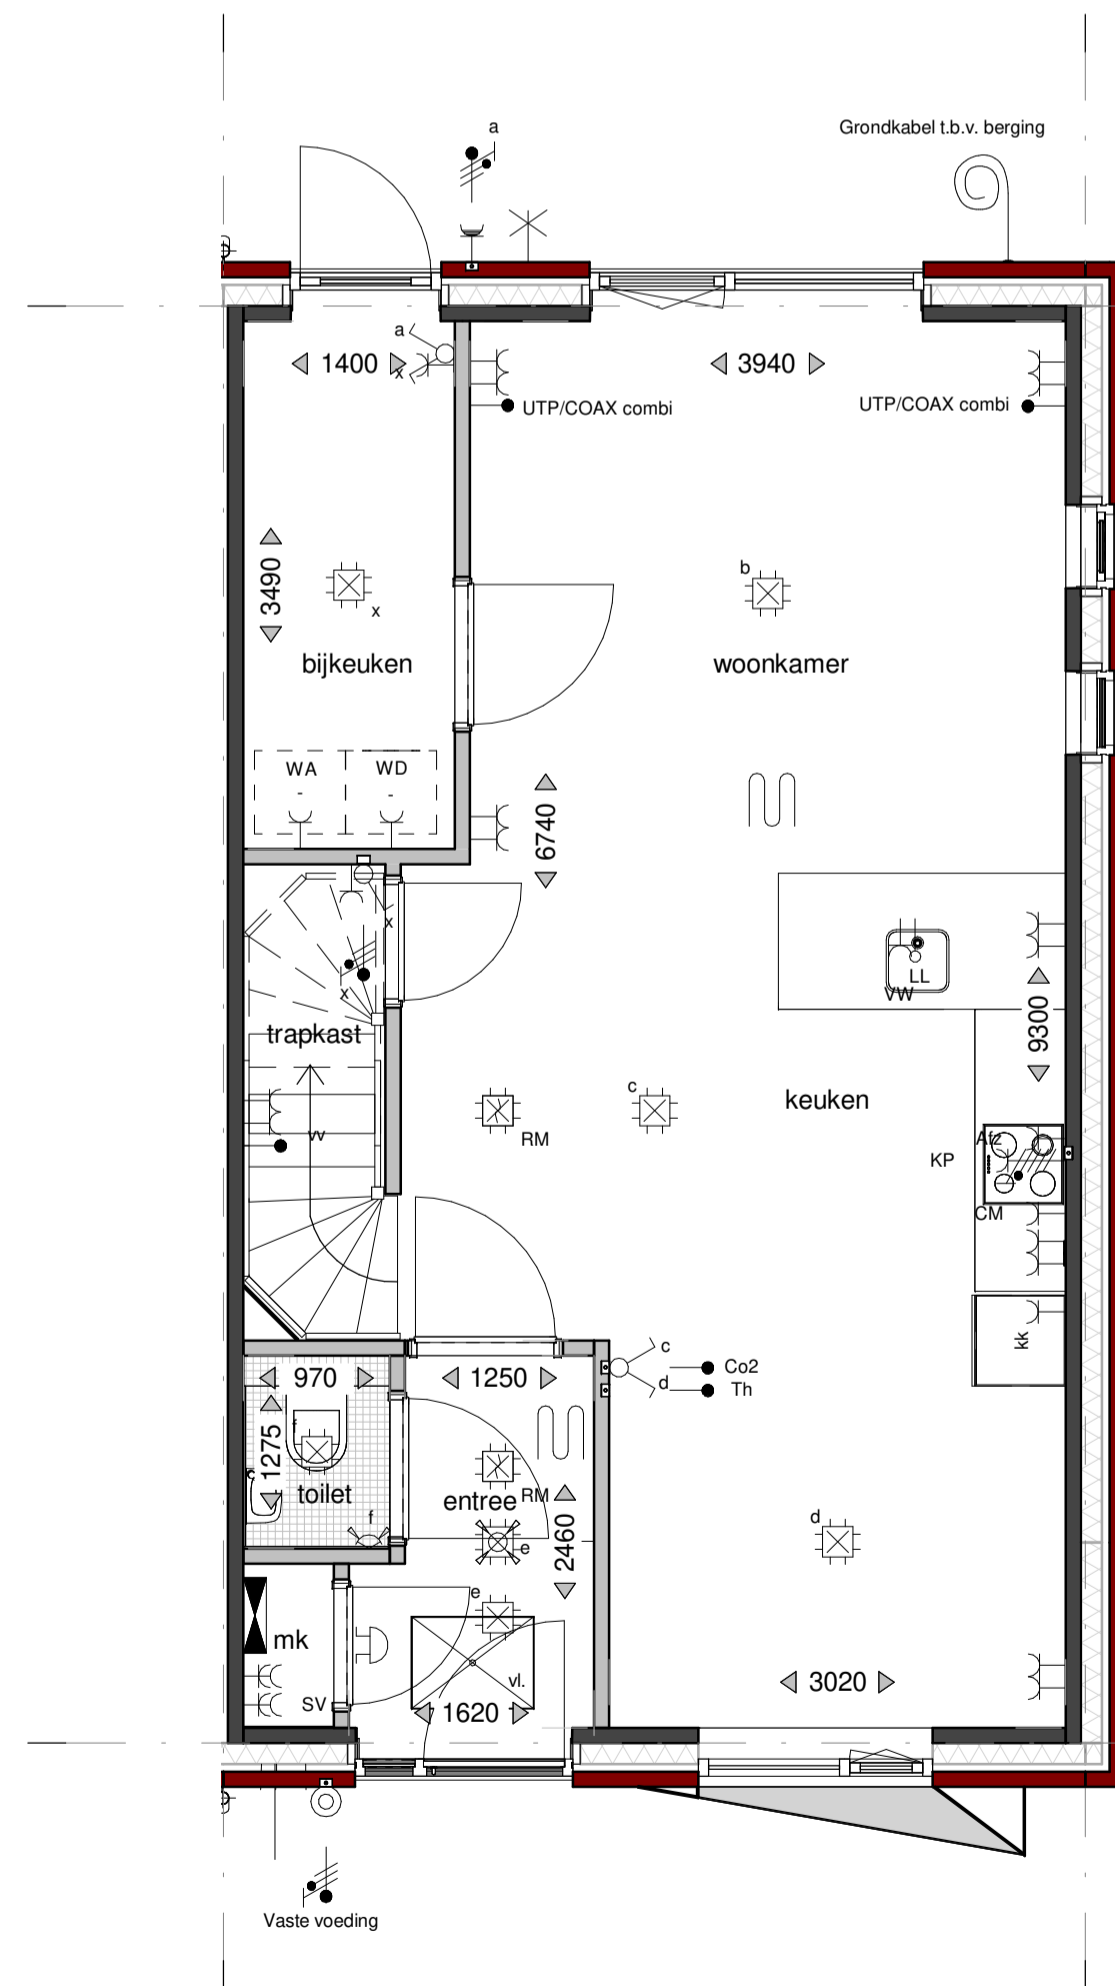 a
Grondkabel t.b.v. berging
a
1400
x
3940
UTP/COAX combi
UTP/COAX combi
3490
x
b
bijkeuken
woonkamer
WA
-
WD
-
6740
x
LL
VW
x
9300
trapkast
c
keuken
VV
RM
Afz
KP
CM
kk
c
d
Co2
Th
970
1250
f
1275
toilet
f
entree
RM
2460
e
d
e
mk
vl.
SV
1620
3020
Vaste voeding